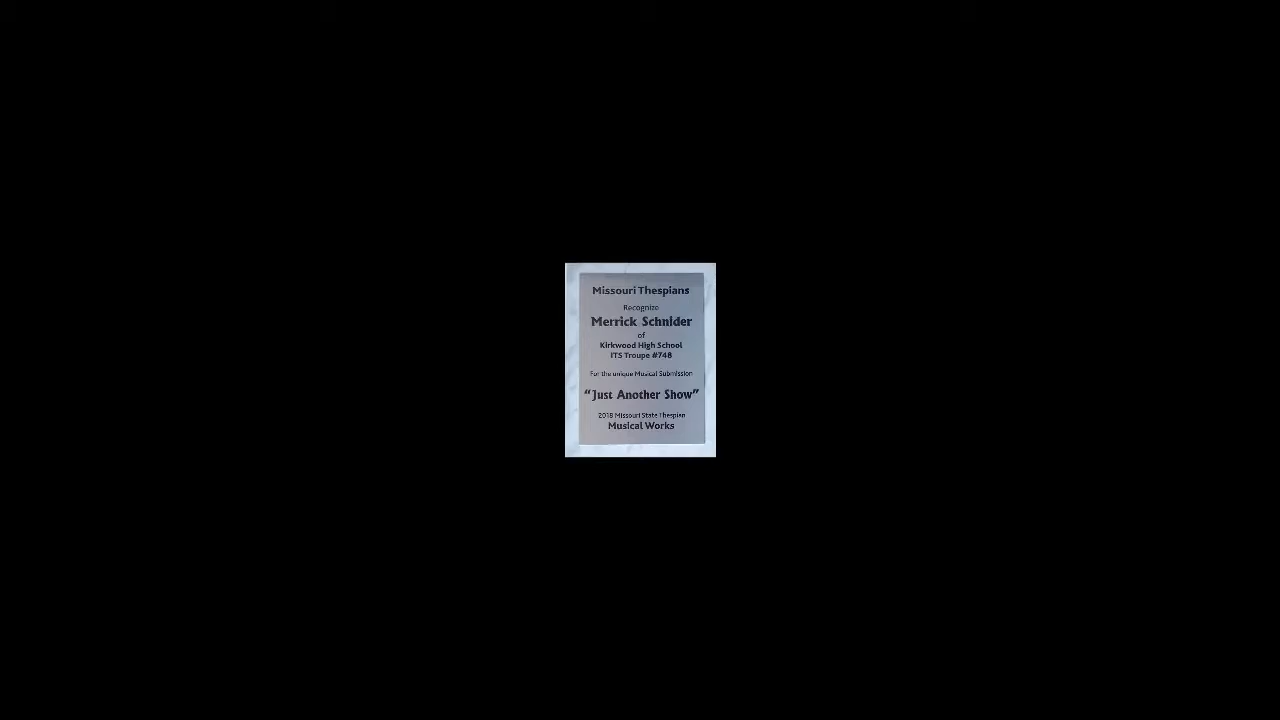 Missouri Thespians
Recognize
Merrick Schnider
of
Kirkwood High School
ITS Troupe #748
For the unique Musical Submission
“Just Another Show”
2018 Missouri State Thespian
Musical Works